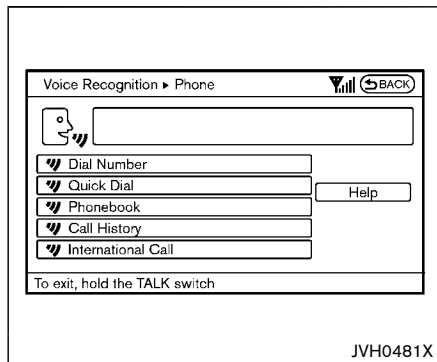 Voice Recognition ▸ Phone BACK
Dial Number
Quick Dial
Help
Phonebook
Call History
International Call
To exit, hold the TALK switch
JVH0481X